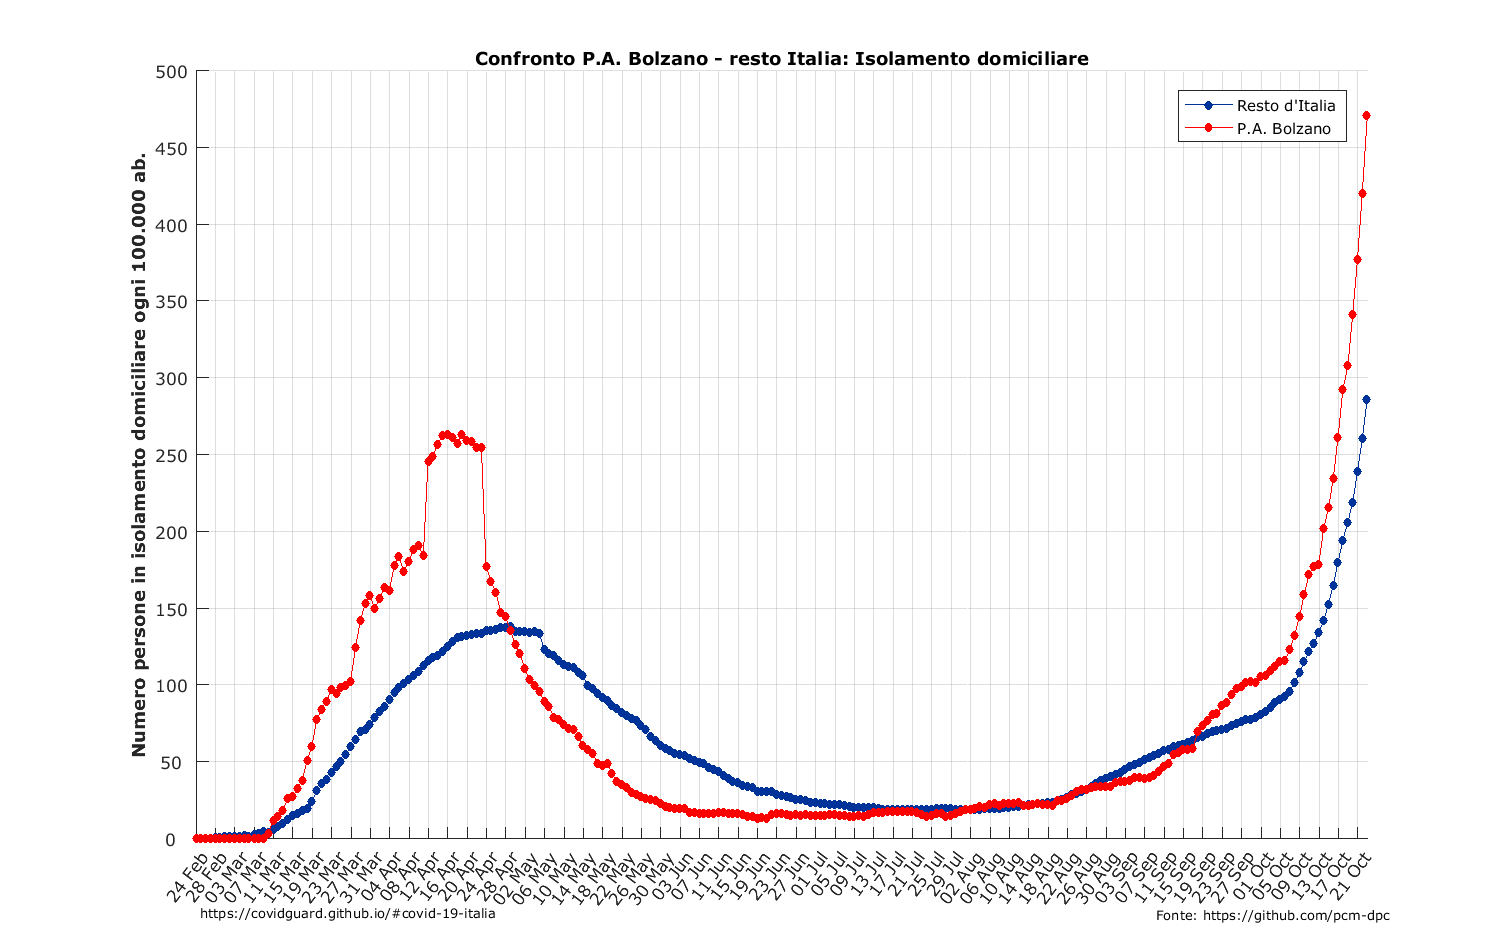 Confronto P.A. Bolzano - resto Italia: Isolamento domiciliare
Resto d'Italia
P.A. Bolzano
Numero persone in isolamento domiciliare ogni 100.000 ab.
500
450
400
350
300
250
200
150
100
50
0
24 Feb
28 Feb
03 Mar
07 Mar
11 Mar
15 Mar
19 Mar
23 Mar
27 Mar
31 Mar
04 Apr
08 Apr
12 Apr
16 Apr
20 Apr
24 Apr
28 Apr
02 May
06 May
10 May
14 May
18 May
22 May
26 May
30 May
03 Jun
07 Jun
11 Jun
15 Jun
19 Jun
23 Jun
27 Jun
01 Jul
05 Jul
09 Jul
13 Jul
17 Jul
21 Jul
25 Jul
29 Jul
02 Aug
06 Aug
10 Aug
14 Aug
18 Aug
22 Aug
26 Aug
30 Aug
03 Sep
07 Sep
11 Sep
15 Sep
19 Sep
23 Sep
27 Sep
01 Oct
05 Oct
09 Oct
13 Oct
17 Oct
21 Oct
https://covidguard.github.io/#covid-19-italia
Fonte: https://github.com/pcm-dpc